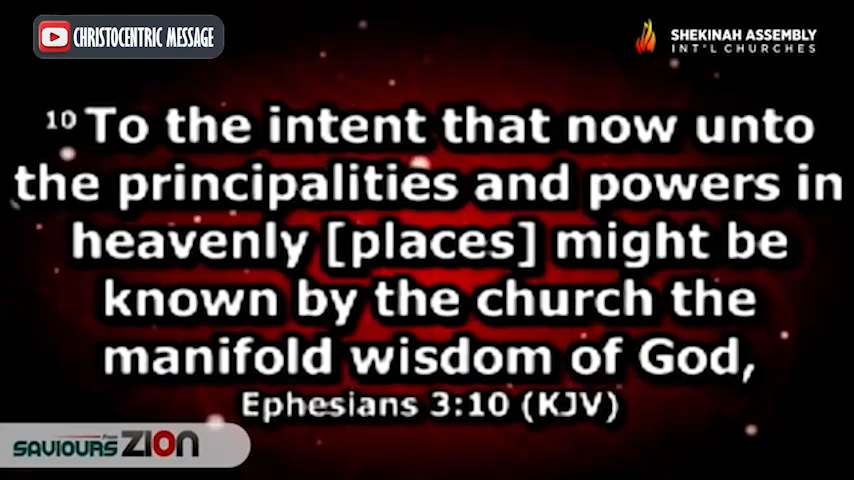 CHRISTOCENTRIC MESSAGE
SHEKINAH ASSEMBLY
INT'L CHURCHES
10 To the intent that now unto
the principalities and powers in
heavenly [places] might be
known by the church the
manifold wisdom of God,
Ephesians 3:10 (KJV)
From
SAVIOURS ZION